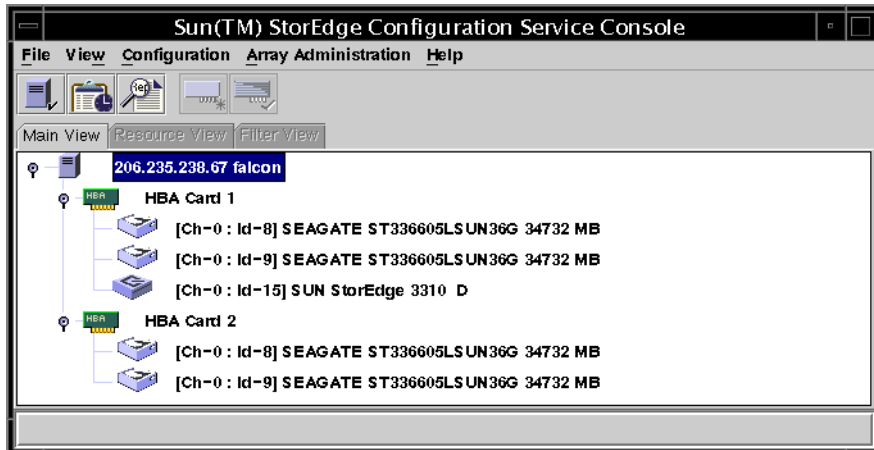 Sun(TM) StorEdge Configuration Service Console
File View Configuration Array Administration Help
Rep
Main View Resource View Filter View
206.235.238.67 falcon
HBA HBA Card 1
[Ch-0 : Id-8] SEAGATE ST336605LSUN36G 34732 MB
[Ch-0 : Id-9] SEAGATE ST336605LSUN36G 34732 MB
[Ch-0 : Id-15] SUN StorEdge 3310 D
HBA HBA Card 2
[Ch-0 : Id-8] SEAGATE ST336605LSUN36G 34732 MB
[Ch-0 : Id-9] SEAGATE ST336605LSUN36G 34732 MB